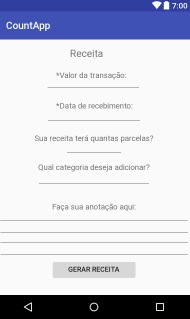 7:00
CountApp
Receita
*Valor da transação:
*Data de recebimento:
Sua receita terá quantas parcelas?
Qual categoria deseja adicionar?
Faça sua anotação aqui:
GERAR RECEITA